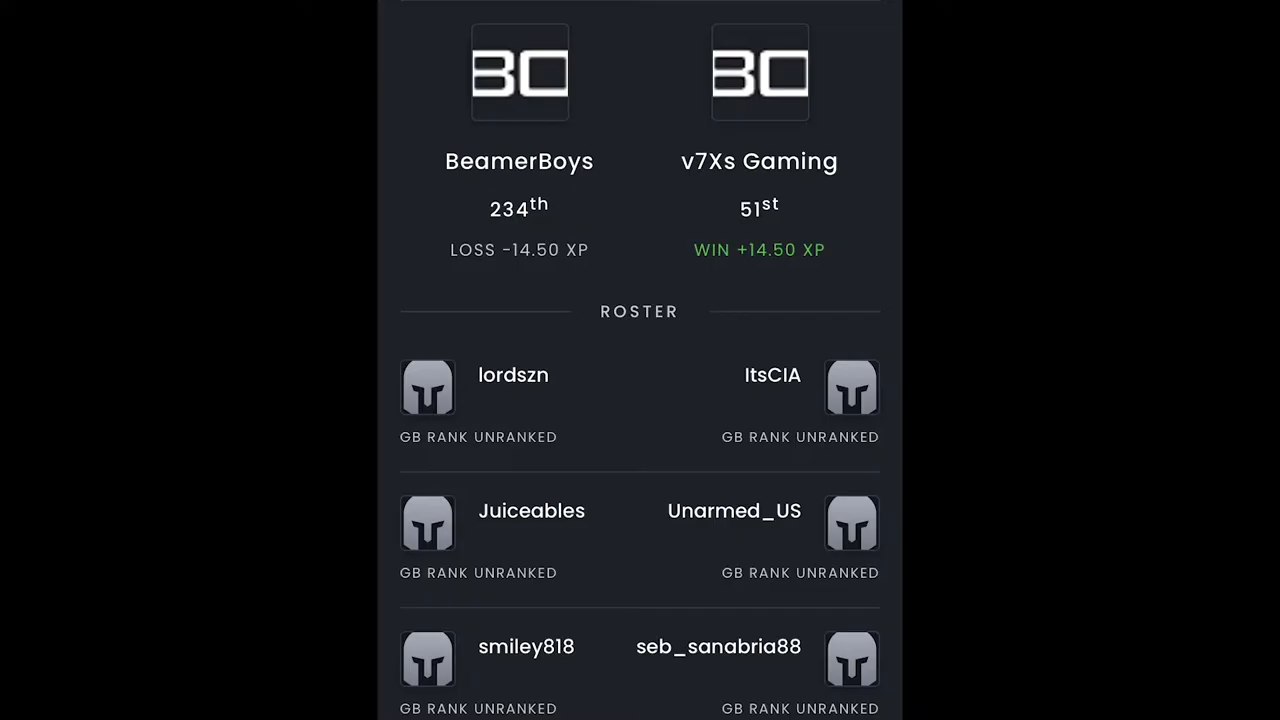 BO BO
BeamerBoys v7Xs Gaming
234th 51st
LOSS -14.50 XP WIN +14.50 XP
ROSTER
lordszn ItsCIA
GB RANK UNRANKED GB RANK UNRANKED
Juiceables Unarmed_US
GB RANK UNRANKED GB RANK UNRANKED
smiley818 seb_sanabria88
GB RANK UNRANKED GB RANK UNRANKED